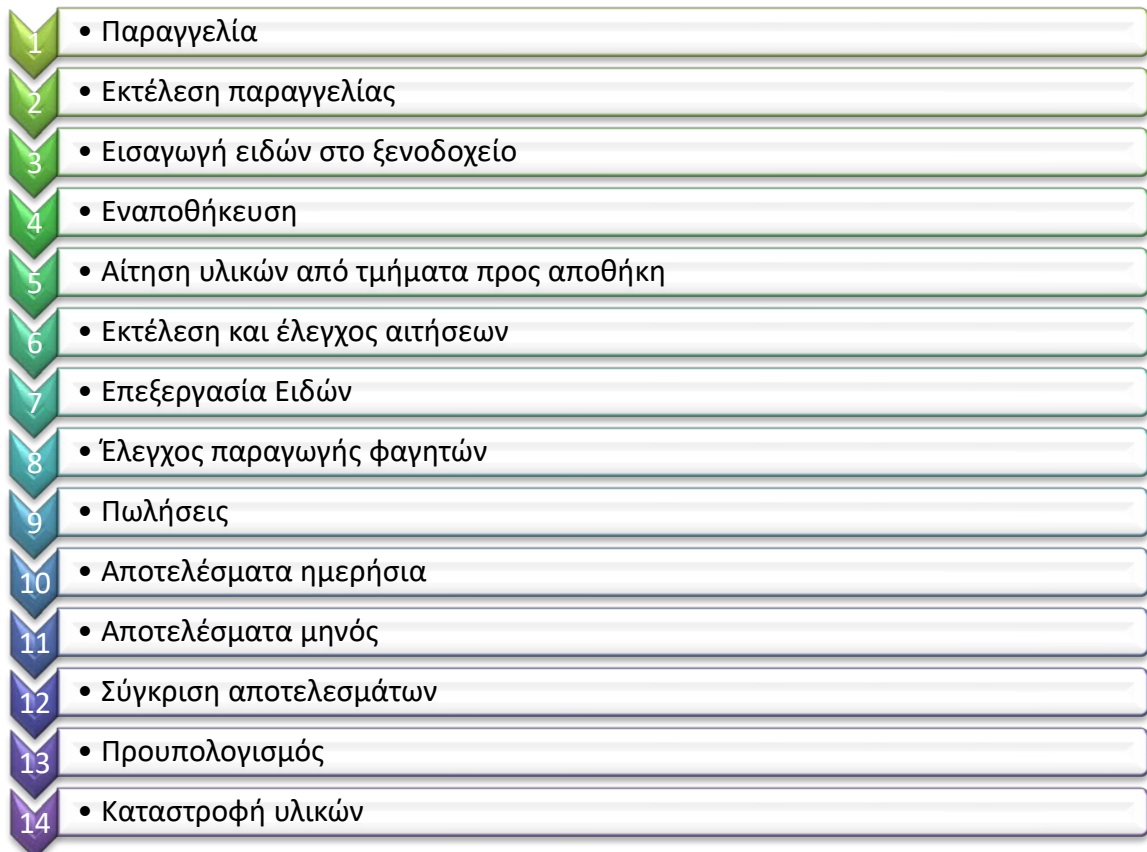 1 • Παραγγελία
2 • Εκτέλεση παραγγελίας
3 • Εισαγωγή ειδών στο ξενοδοχείο
4 • Εναποθήκευση
5 • Αίτηση υλικών από τμήματα προς αποθήκη
6 • Εκτέλεση και έλεγχος αιτήσεων
7 • Επεξεργασία Ειδών
8 • Έλεγχος παραγωγής φαγητών
9 • Πωλήσεις
10 • Αποτελέσματα ημερήσια
11 • Αποτελέσματα μηνός
12 • Σύγκριση αποτελεσμάτων
13 • Προυπολογισμός
14 • Καταστροφή υλικών